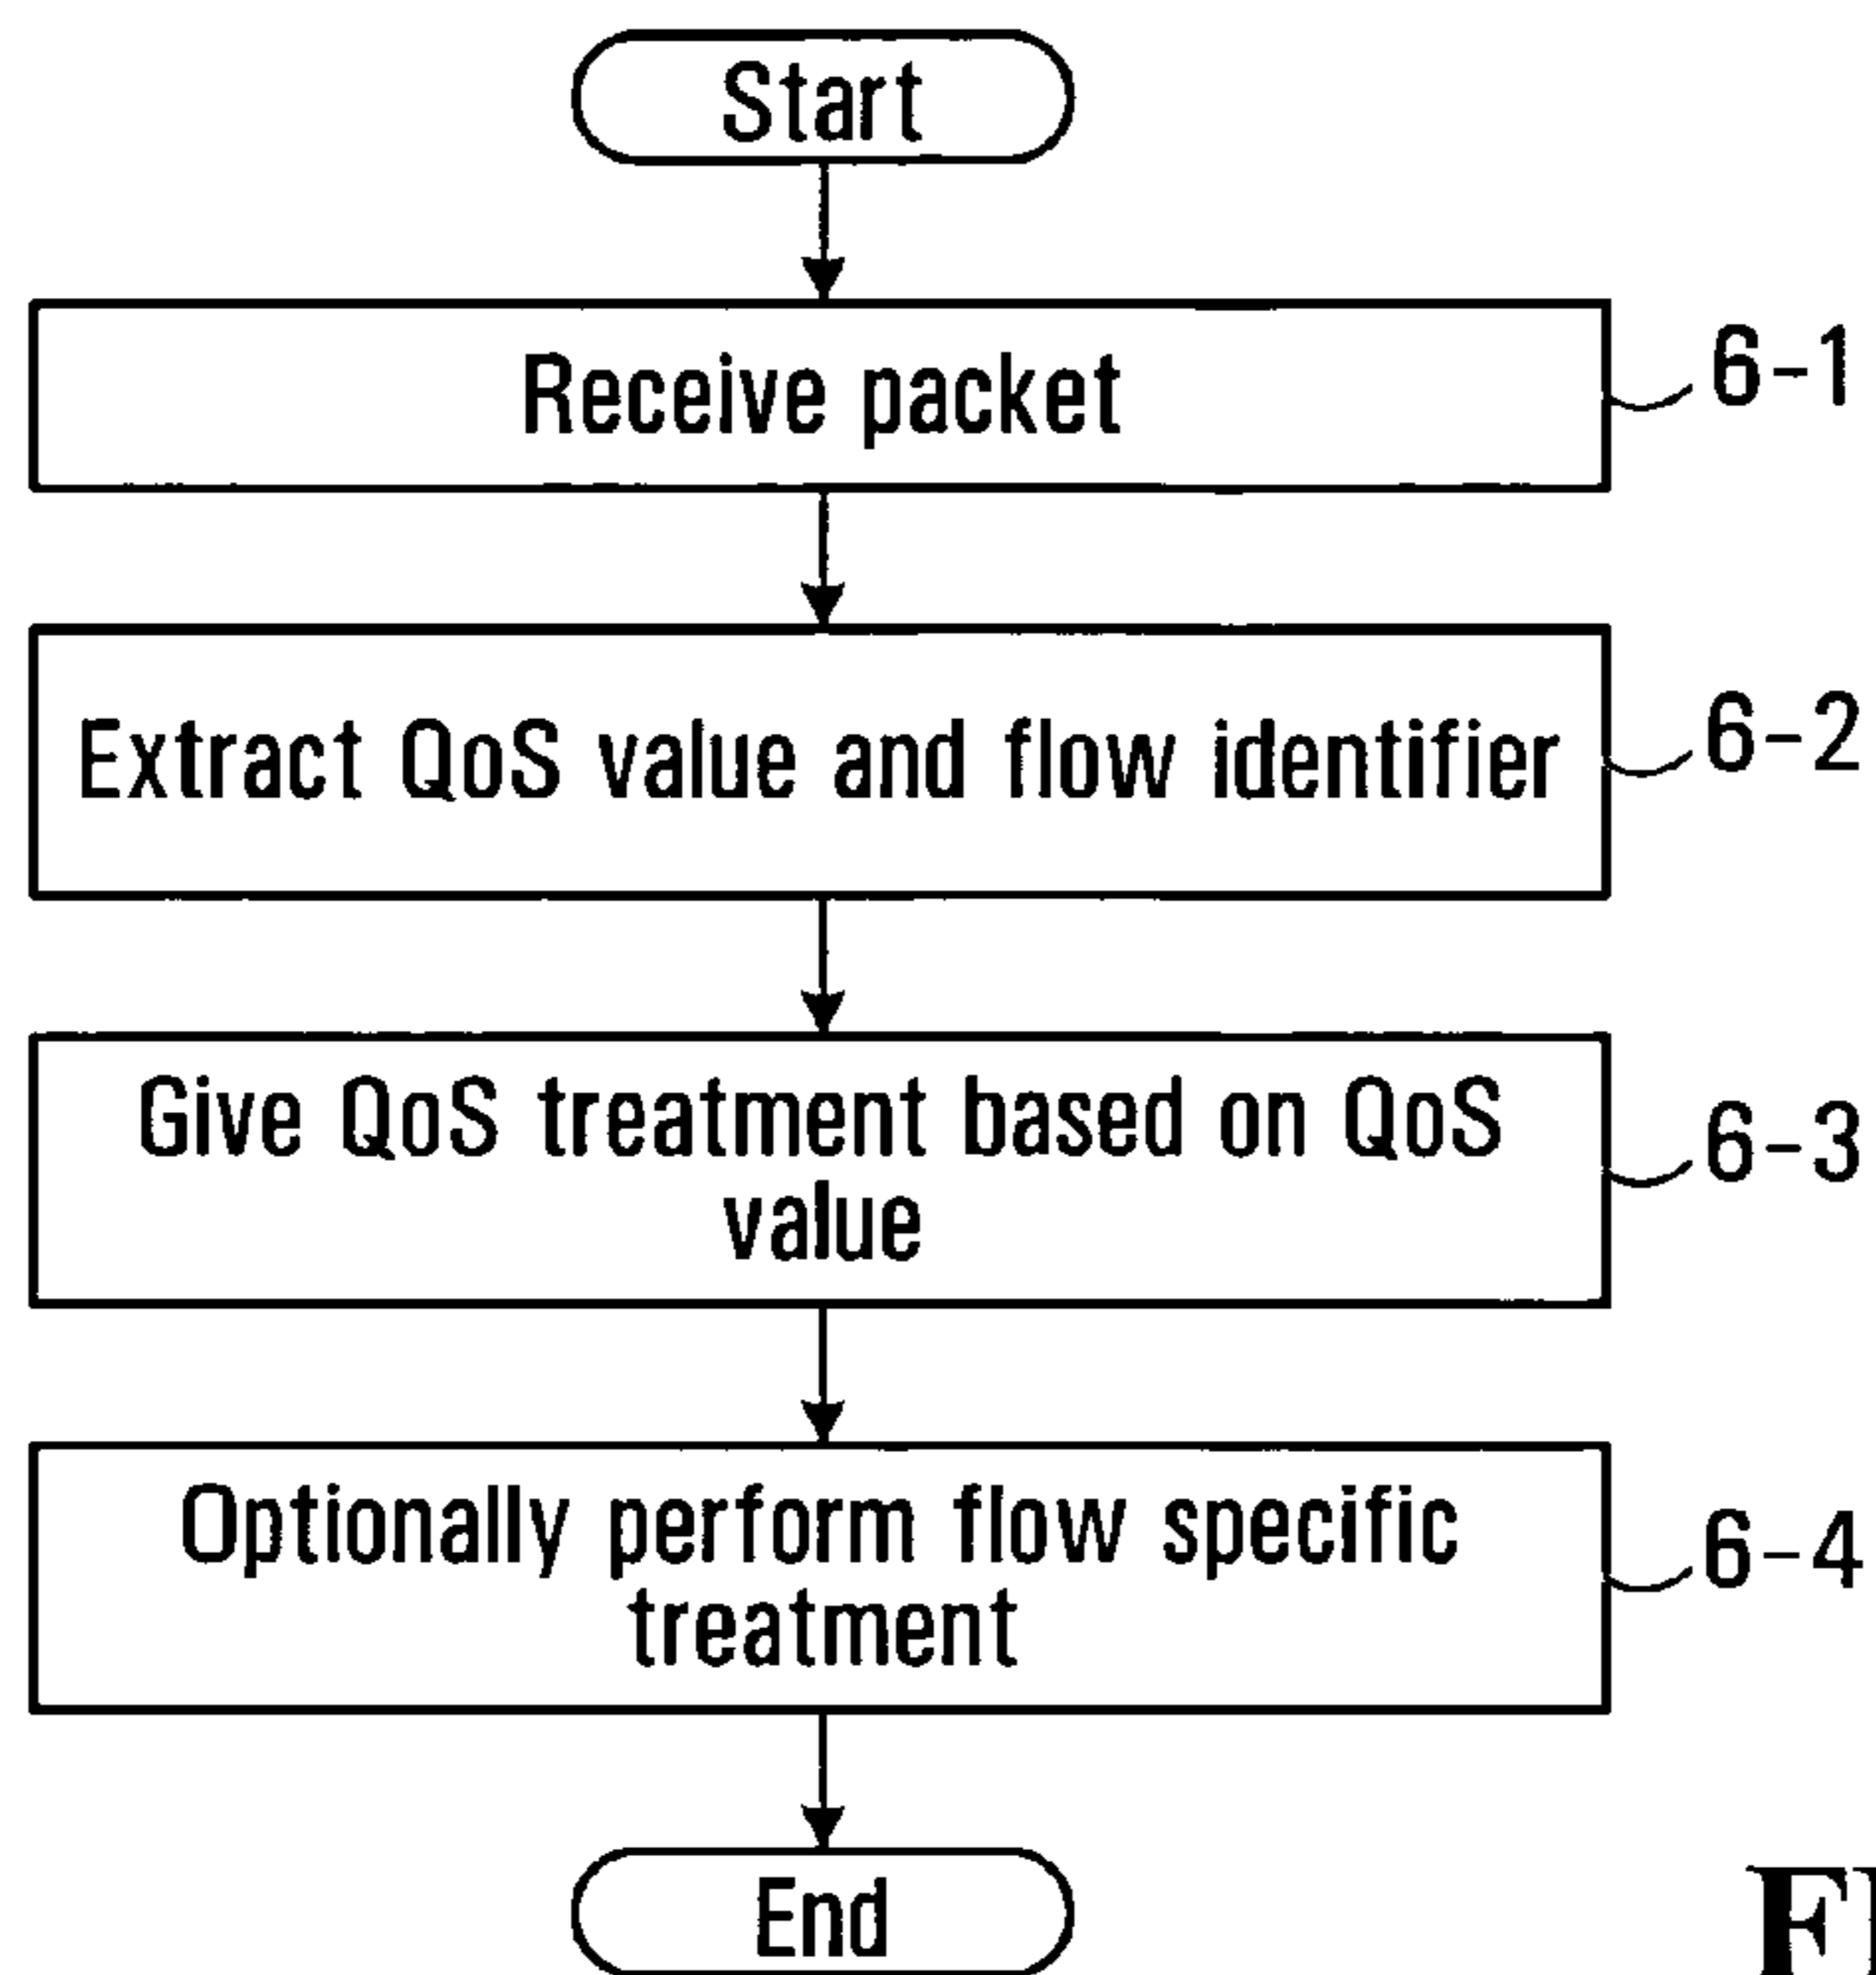 Start
Receive packet
6-1
Extract QoS value and flow identifier
6-2
Give QoS treatment based on QoS
value
6-3
Optionally perform flow specific
treatment
6-4
End